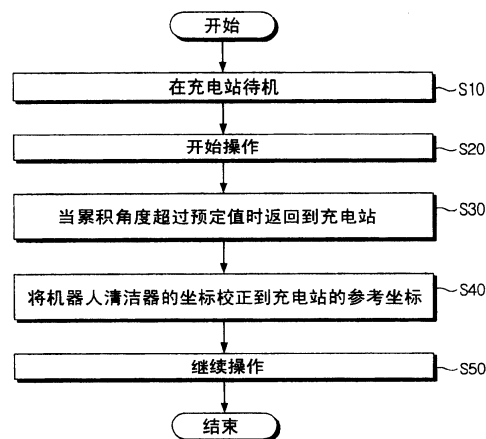 开始
在充电站待机
S10
开始操作
S20
当累积角度超过预定值时返回到充电站
S30
将机器人清洁器的坐标校正到充电站的参考坐标
S40
继续操作
S50
结束